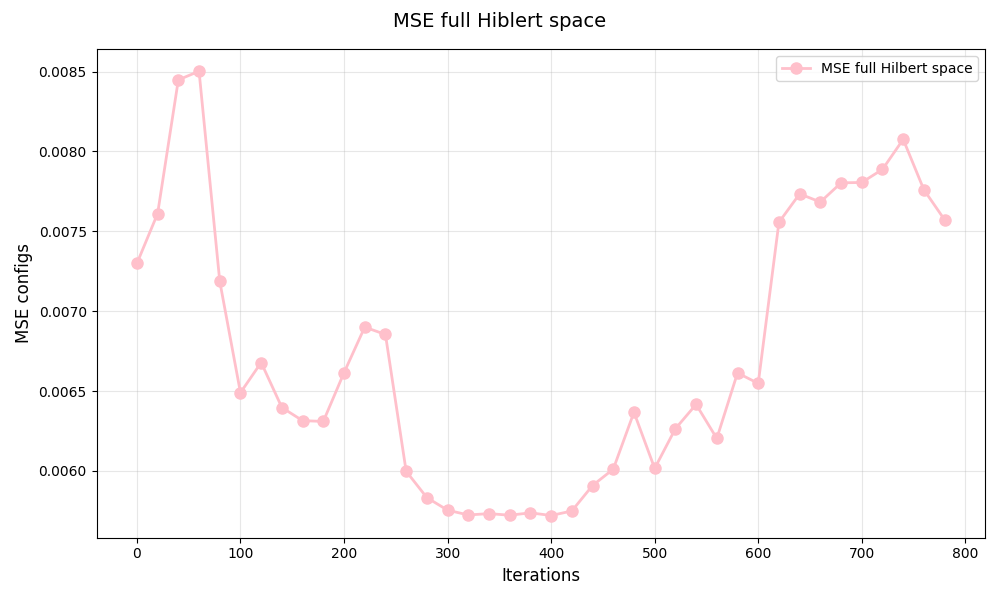 MSE full Hiblert space
MSE full Hilbert space
0.0085
0.0080
0.0075
0.0070
0.0065
0.0060
MSE configs
0 100 200 300 400 500 600 700 800
Iterations